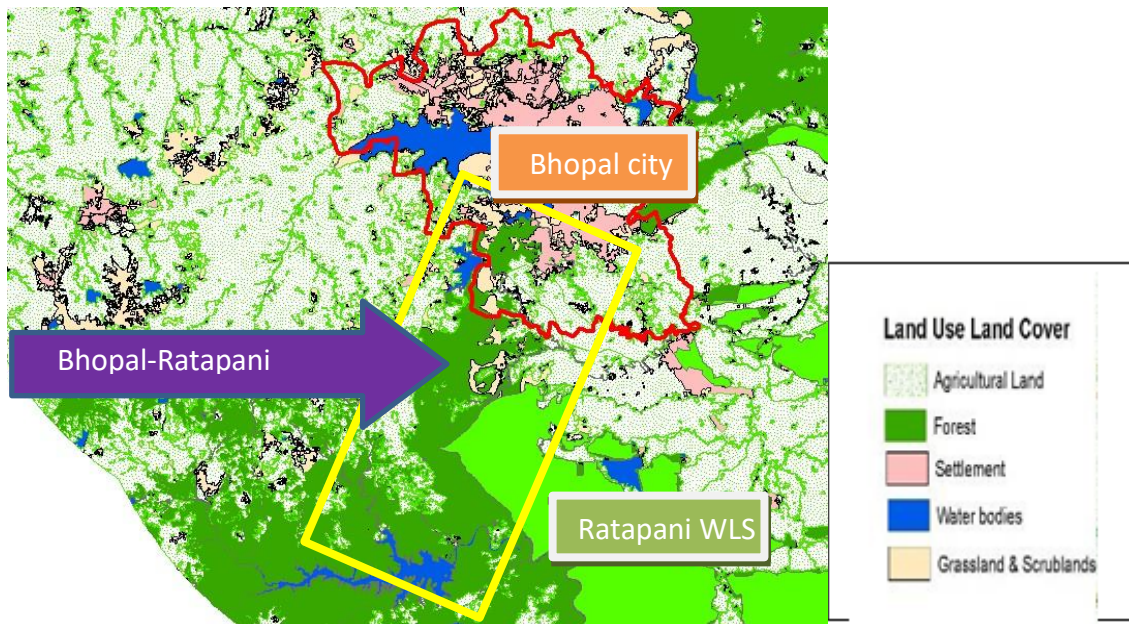 Bhopal city
Bhopal-Ratapani
Ratapani WLS
Land Use Land Cover
Agricultural Land
Forest
Settlement
Water bodies
Grassland & Scrublands